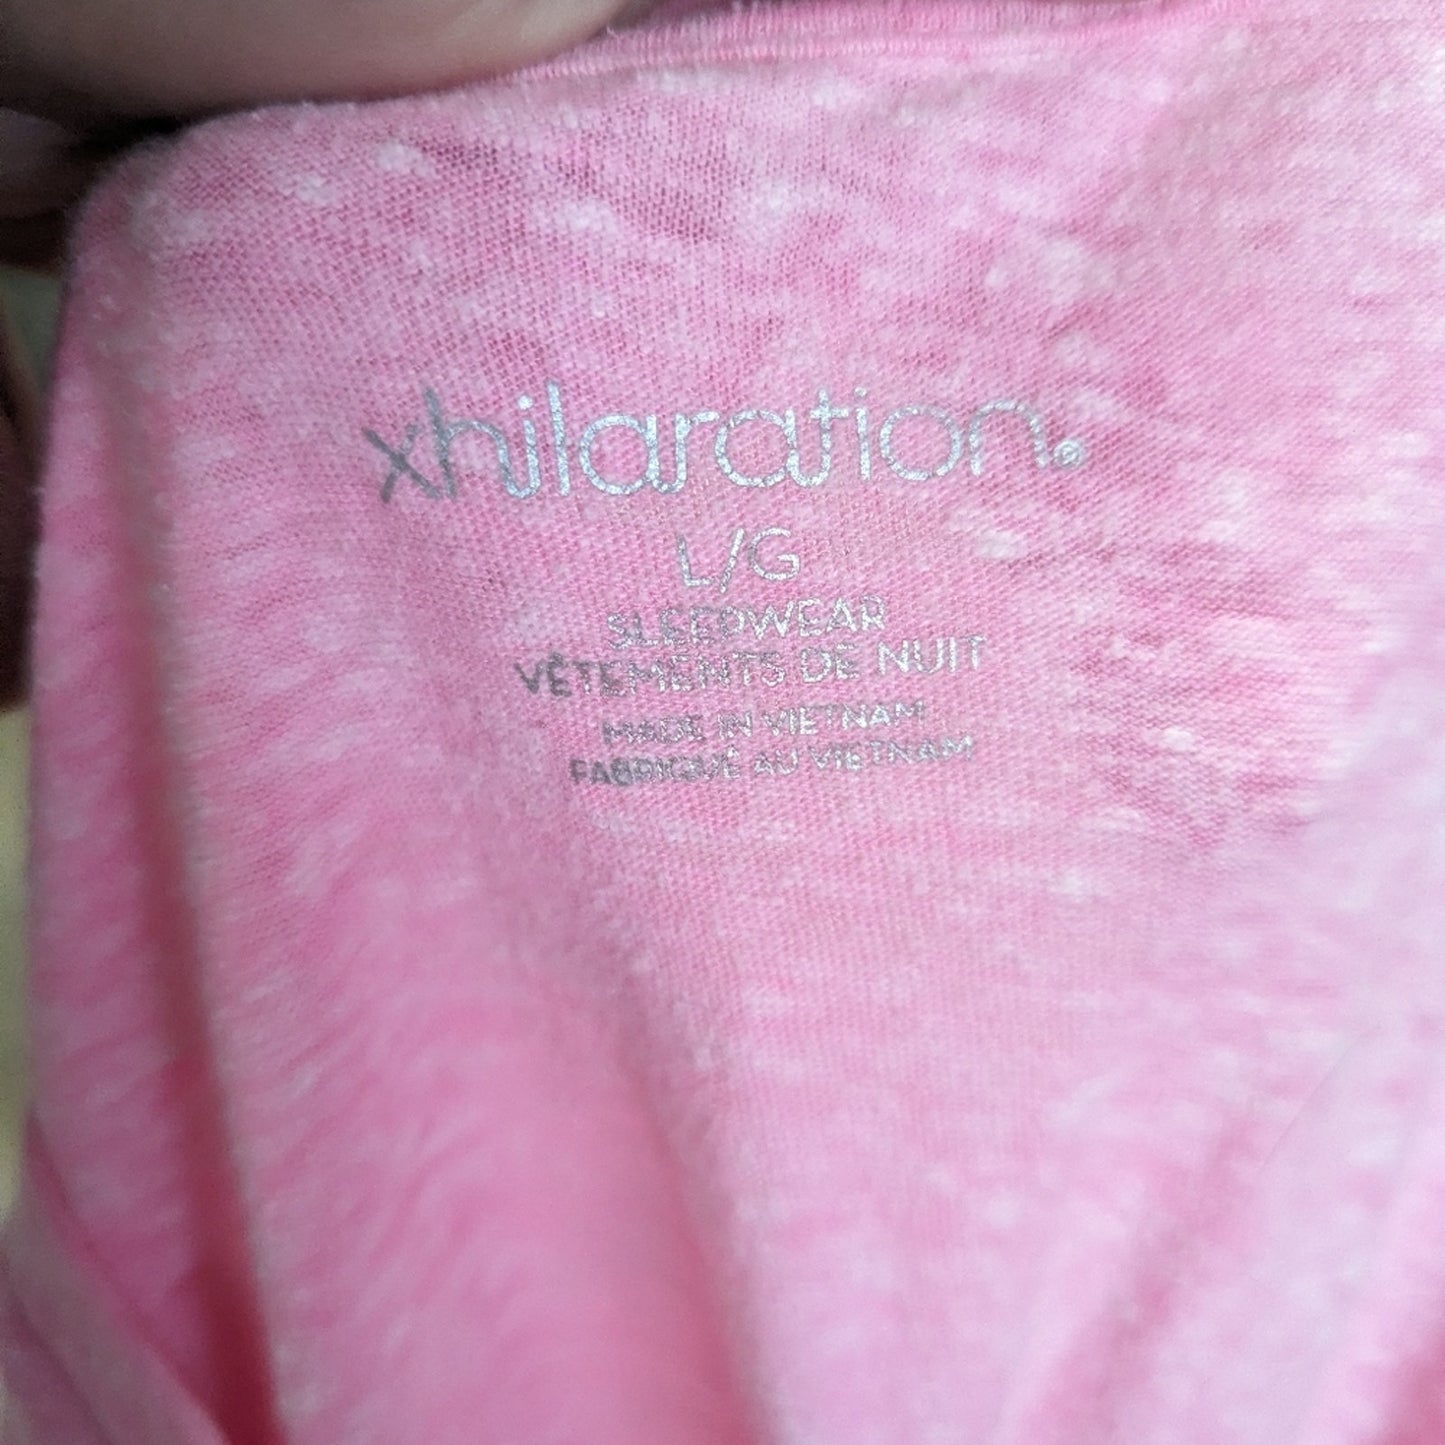 xhilaration®
L/G
SLEEPWEAR
VÊTEMENTS DE NUIT
MADE IN VIETNAM
FABRIQUÉ AU VIETNAM